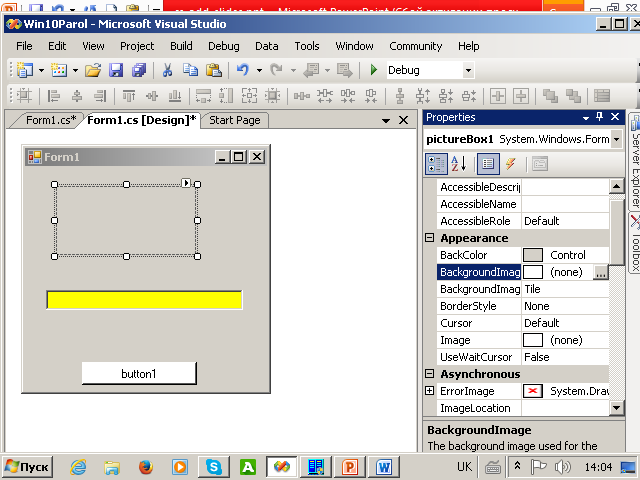 Microsoft PowerPoint
Win10Parol - Microsoft Visual Studio
File Edit View Project Build Debug Data Tools Window Community Help
Debug
Form1.cs* Form1.cs [Design]* Start Page
Form1
button1
Properties
pictureBox1 System.Windows.Form
AccessibleDescrip
AccessibleName
AccessibleRole Default
Appearance
BackColor Control
BackgroundImag (none) ...
BackgroundImag Tile
BorderStyle None
Cursor Default
Image (none)
UseWaitCursor False
Asynchronous
ErrorImage System.Draw
ImageLocation
BackgroundImage
The background image used for the
Server Explorer
Toolbox
Пуск
UK 14:04